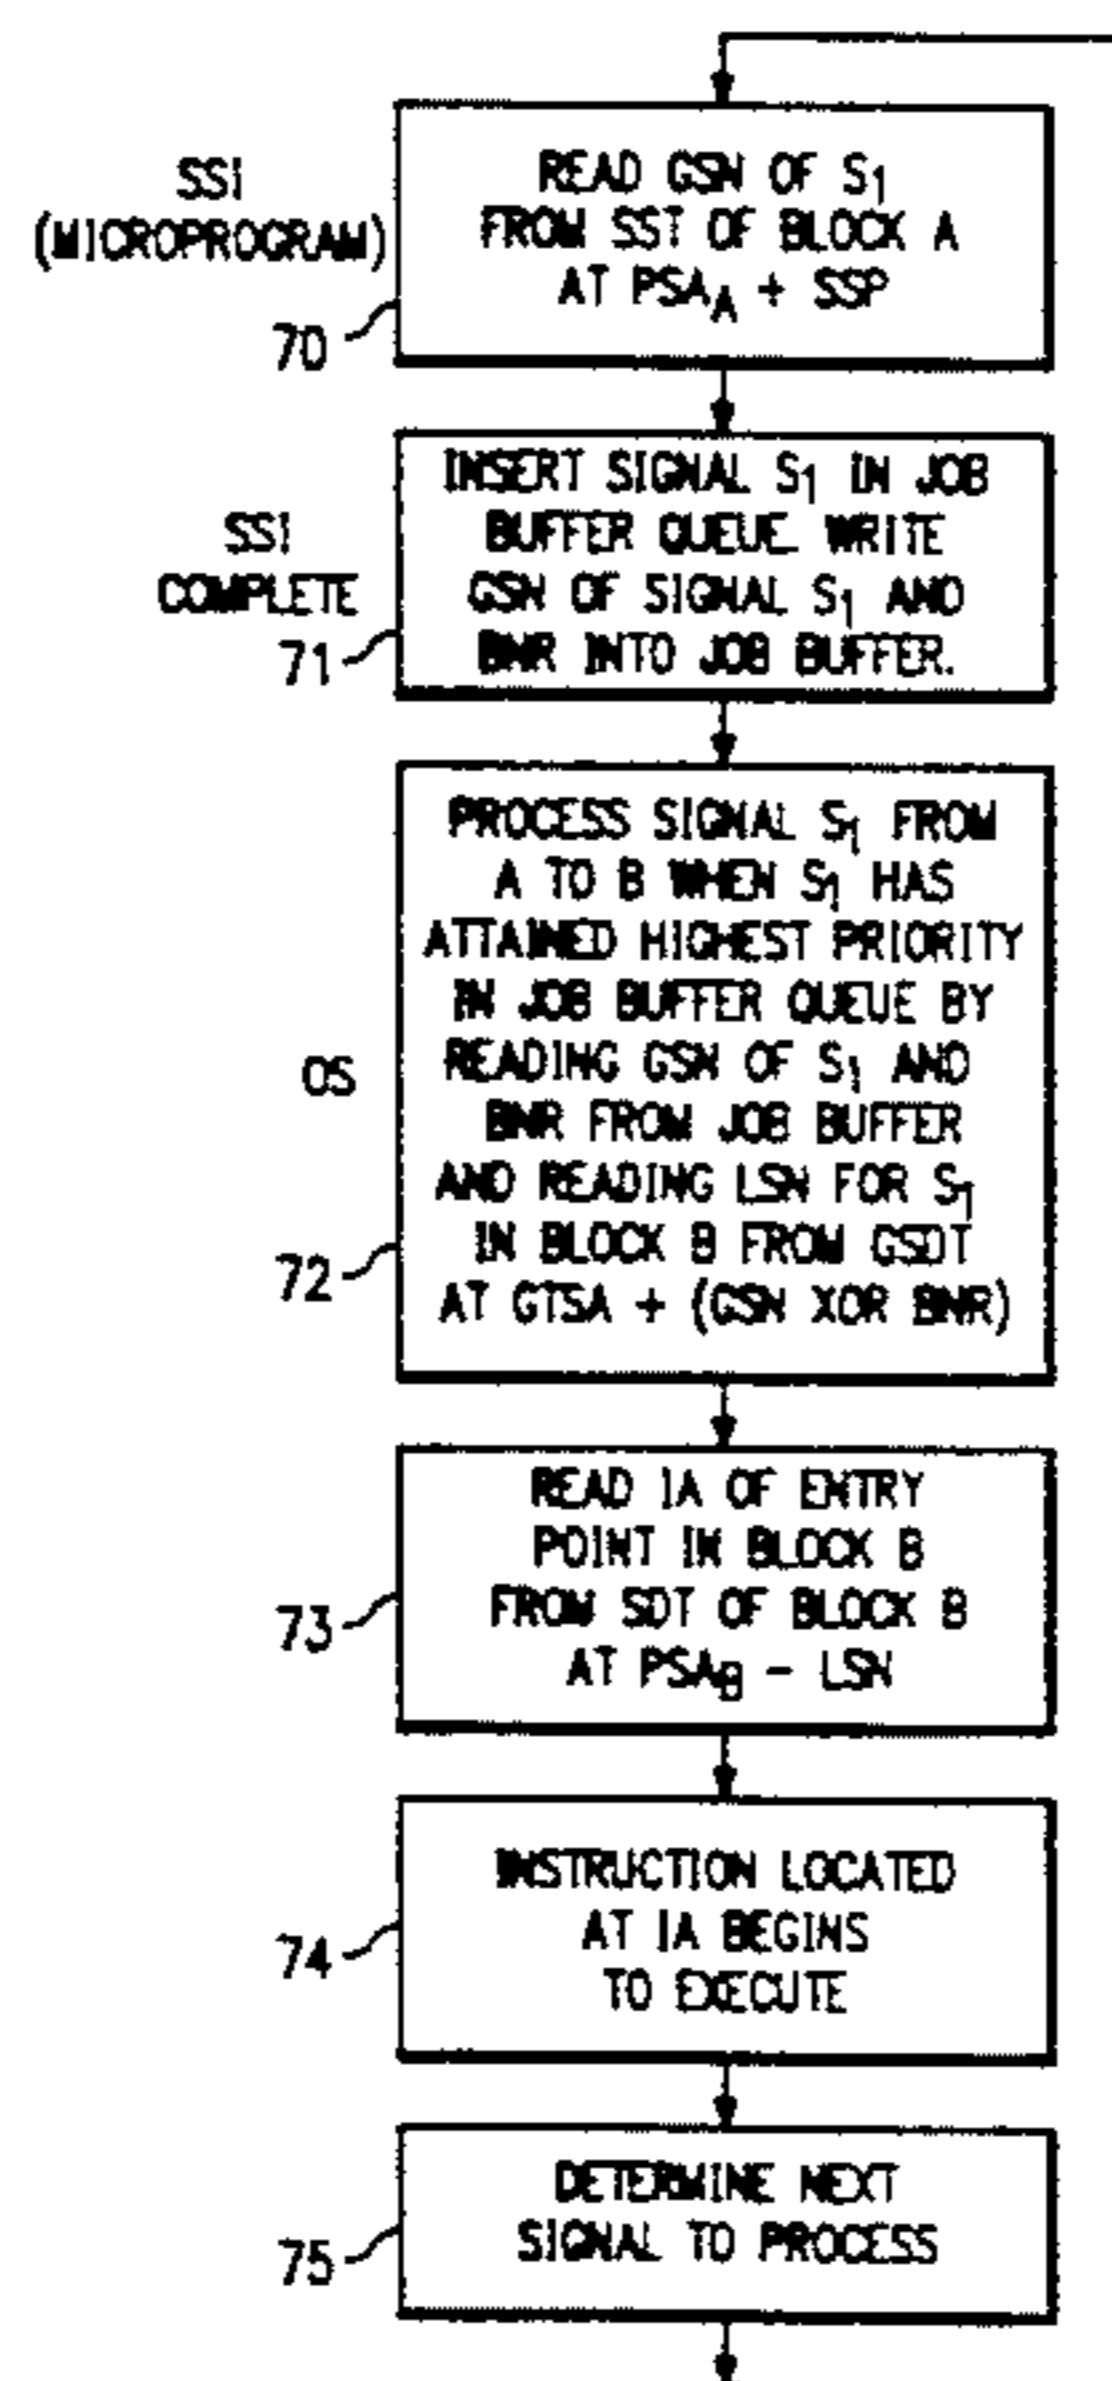 SSI
(MICROPROGRAM)
70
READ GSN OF S1
FROM SST OF BLOCK A
AT PSAA + SSP
SSI
COMPLETE
71
INSERT SIGNAL S1 IN JOB
BUFFER QUEUE. WRITE
GSN OF SIGNAL S1 AND
BNR INTO JOB BUFFER.
OS
72
PROCESS SIGNAL S1 FROM
A TO B WHEN S1 HAS
ATTAINED HIGHEST PRIORITY
IN JOB BUFFER QUEUE BY
READING GSN OF S1 AND
BNR FROM JOB BUFFER
AND READING LSN FOR S1
IN BLOCK B FROM GSDT
AT GTSA + (GSN XOR BNR)
73
READ IA OF ENTRY
POINT IN BLOCK B
FROM SDT OF BLOCK B
AT PSAB - LSN
74
INSTRUCTION LOCATED
AT IA BEGINS
TO EXECUTE
75
DETERMINE NEXT
SIGNAL TO PROCESS